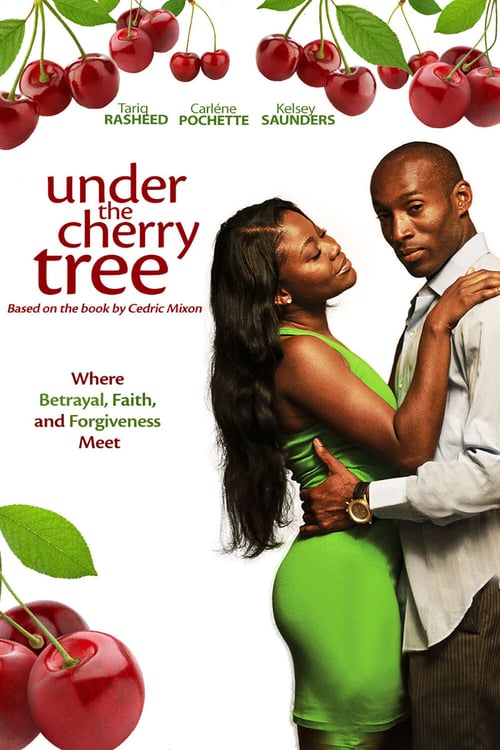 Tariq Carléne Kelsey
RASHEED POCHETTE SAUNDERS
under
the
cherry
tree
Based on the book by Cedric Mixon
Where
Betrayal, Faith,
and Forgiveness
Meet